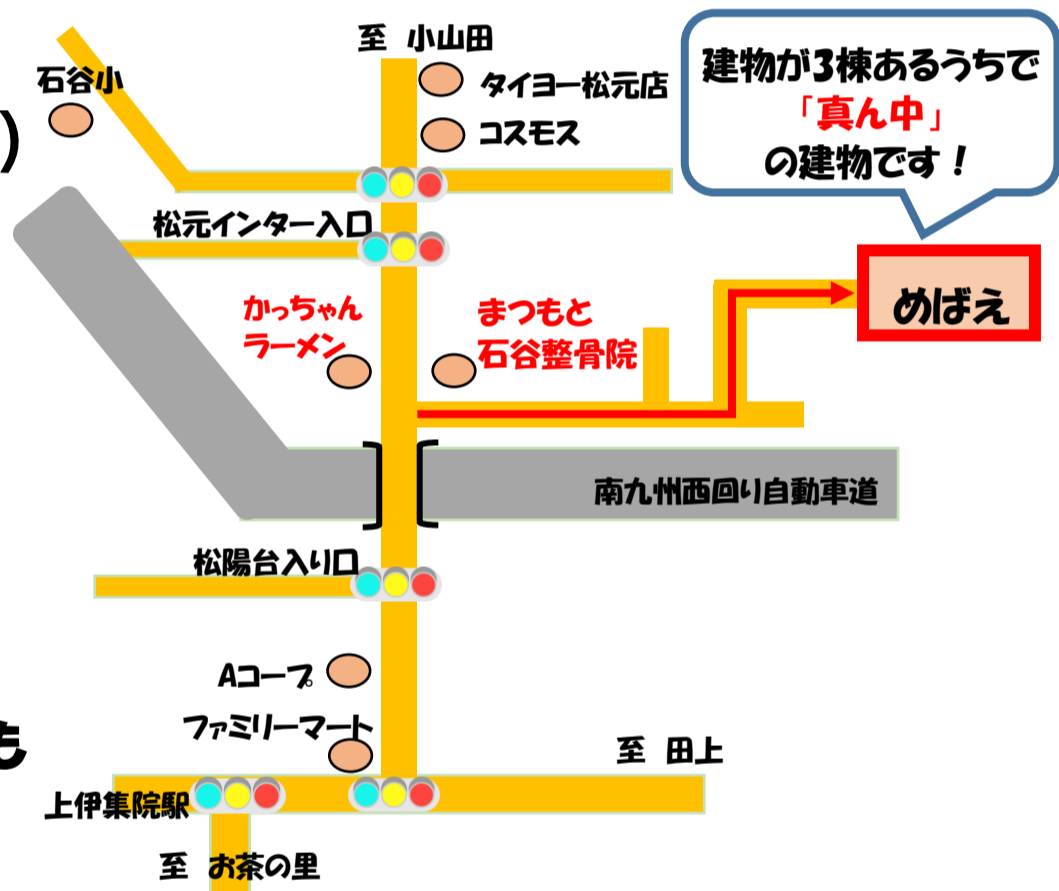 至 小山田
石谷小
タイヨー松元店
コスモス
建物が3棟あるうちで
「真ん中」
の建物です！
)
松元インター入口
めばえ
かっちゃん
ラーメン
まつもと
石谷整骨院
南九州西回り自動車道
松陽台入り口
Aコープ
ファミリーマート
も
至 田上
上伊集院駅
至 お茶の里